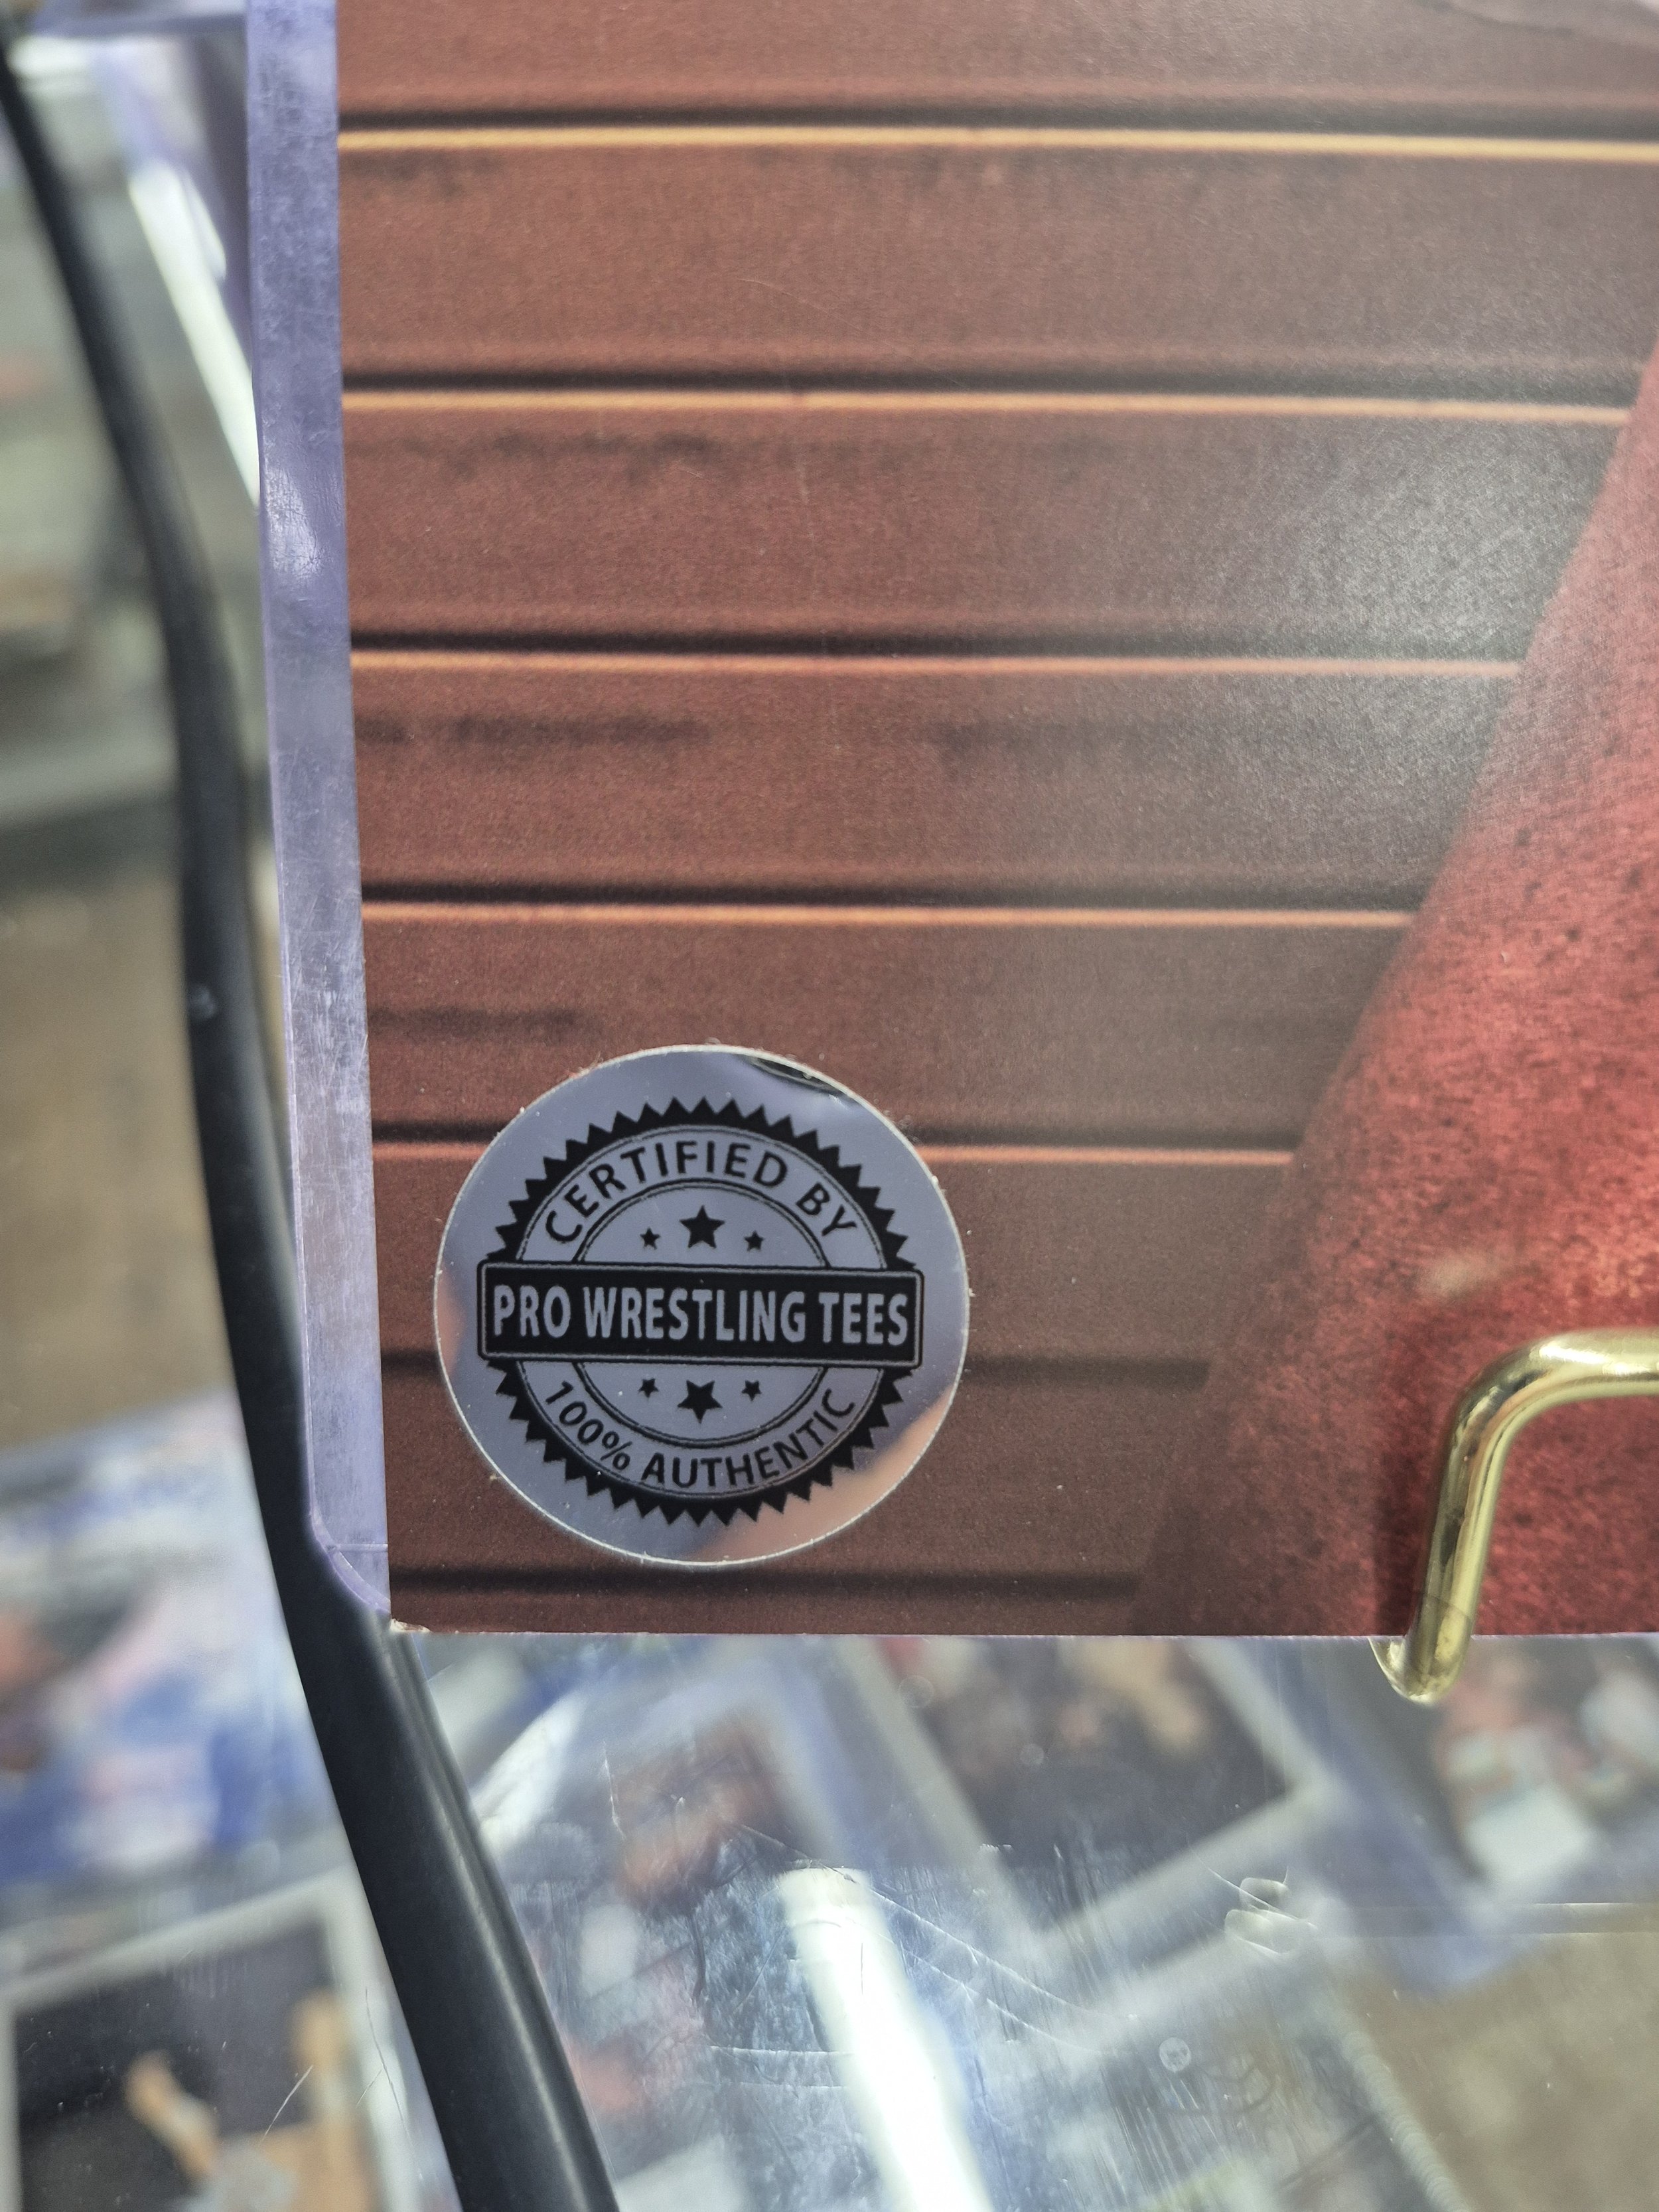 CERTIFIED BY
PRO WRESTLING TEES
100% AUTHENTIC